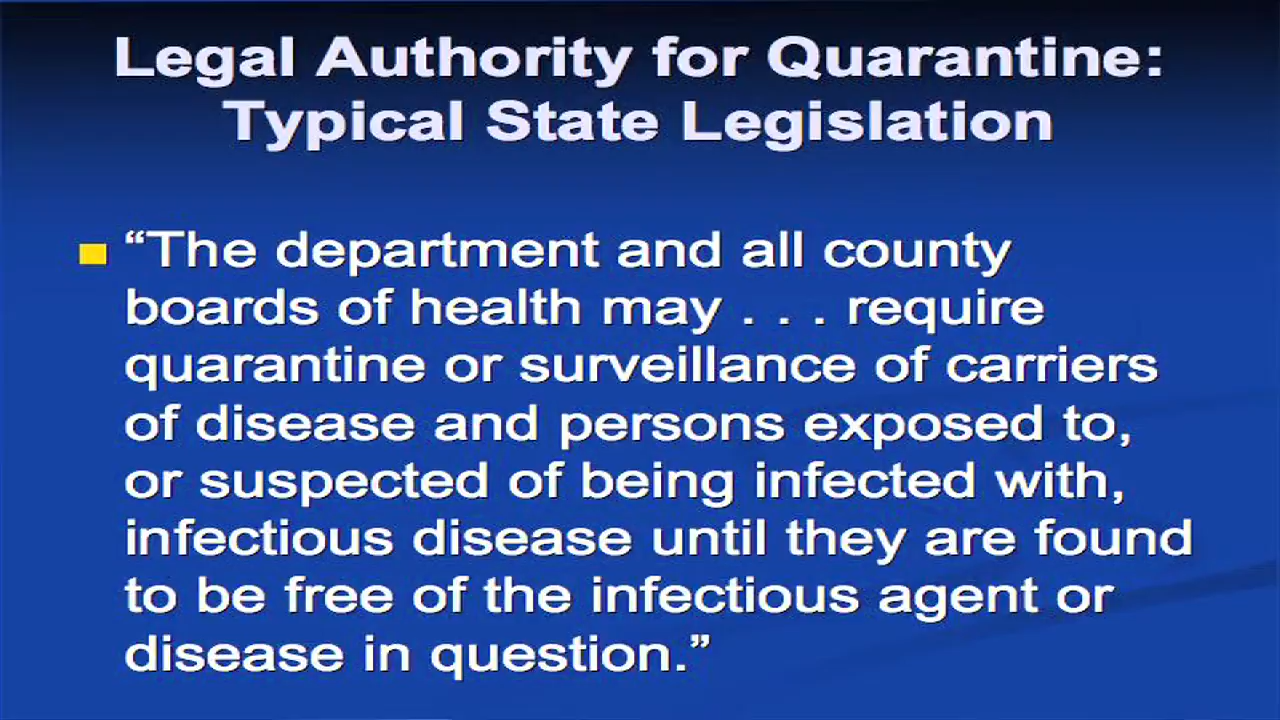 Legal Authority for Quarantine:
Typical State Legislation
“The department and all county
boards of health may . . . require
quarantine or surveillance of carriers
of disease and persons exposed to,
or suspected of being infected with,
infectious disease until they are found
to be free of the infectious agent or
disease in question.”